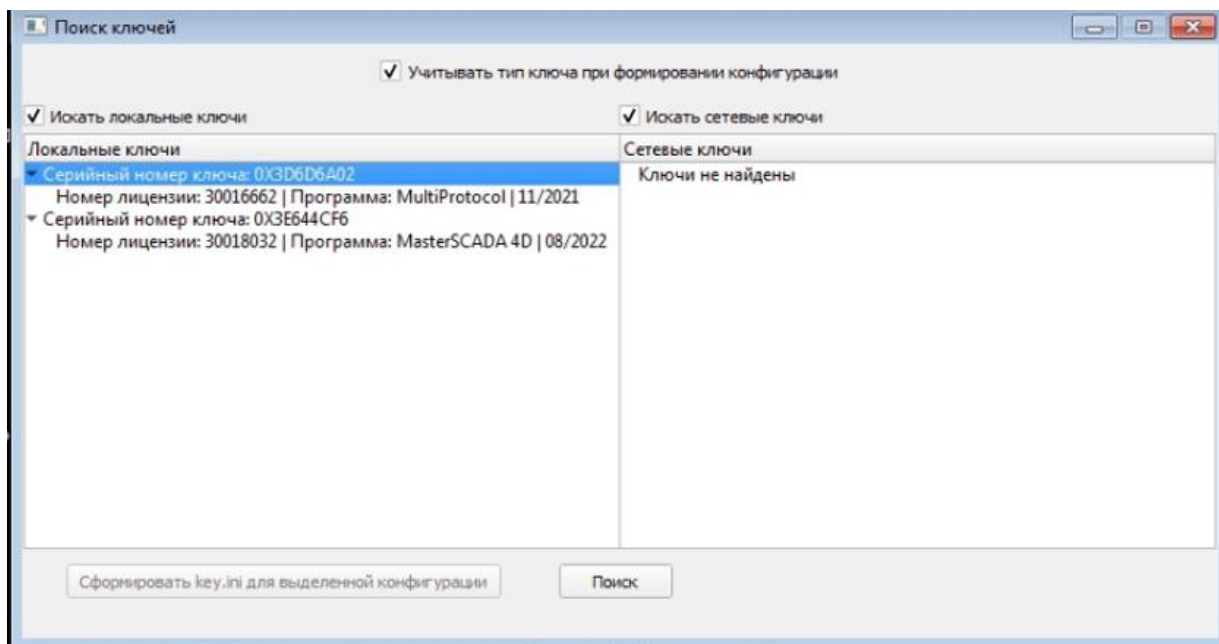 Поиск ключей
Учитывать тип ключа при формировании конфигурации
Искать локальные ключи
Искать сетевые ключи
Локальные ключи
Сетевые ключи
Серийный номер ключа: 0X3D6D6A02
Ключи не найдены
Номер лицензии: 30016662 | Программа: MultiProtocol | 11/2021
Серийный номер ключа: 0X3E644CF6
Номер лицензии: 30018032 | Программа: MasterSCADA 4D | 08/2022
Сформировать key.ini для выделенной конфигурации
Поиск